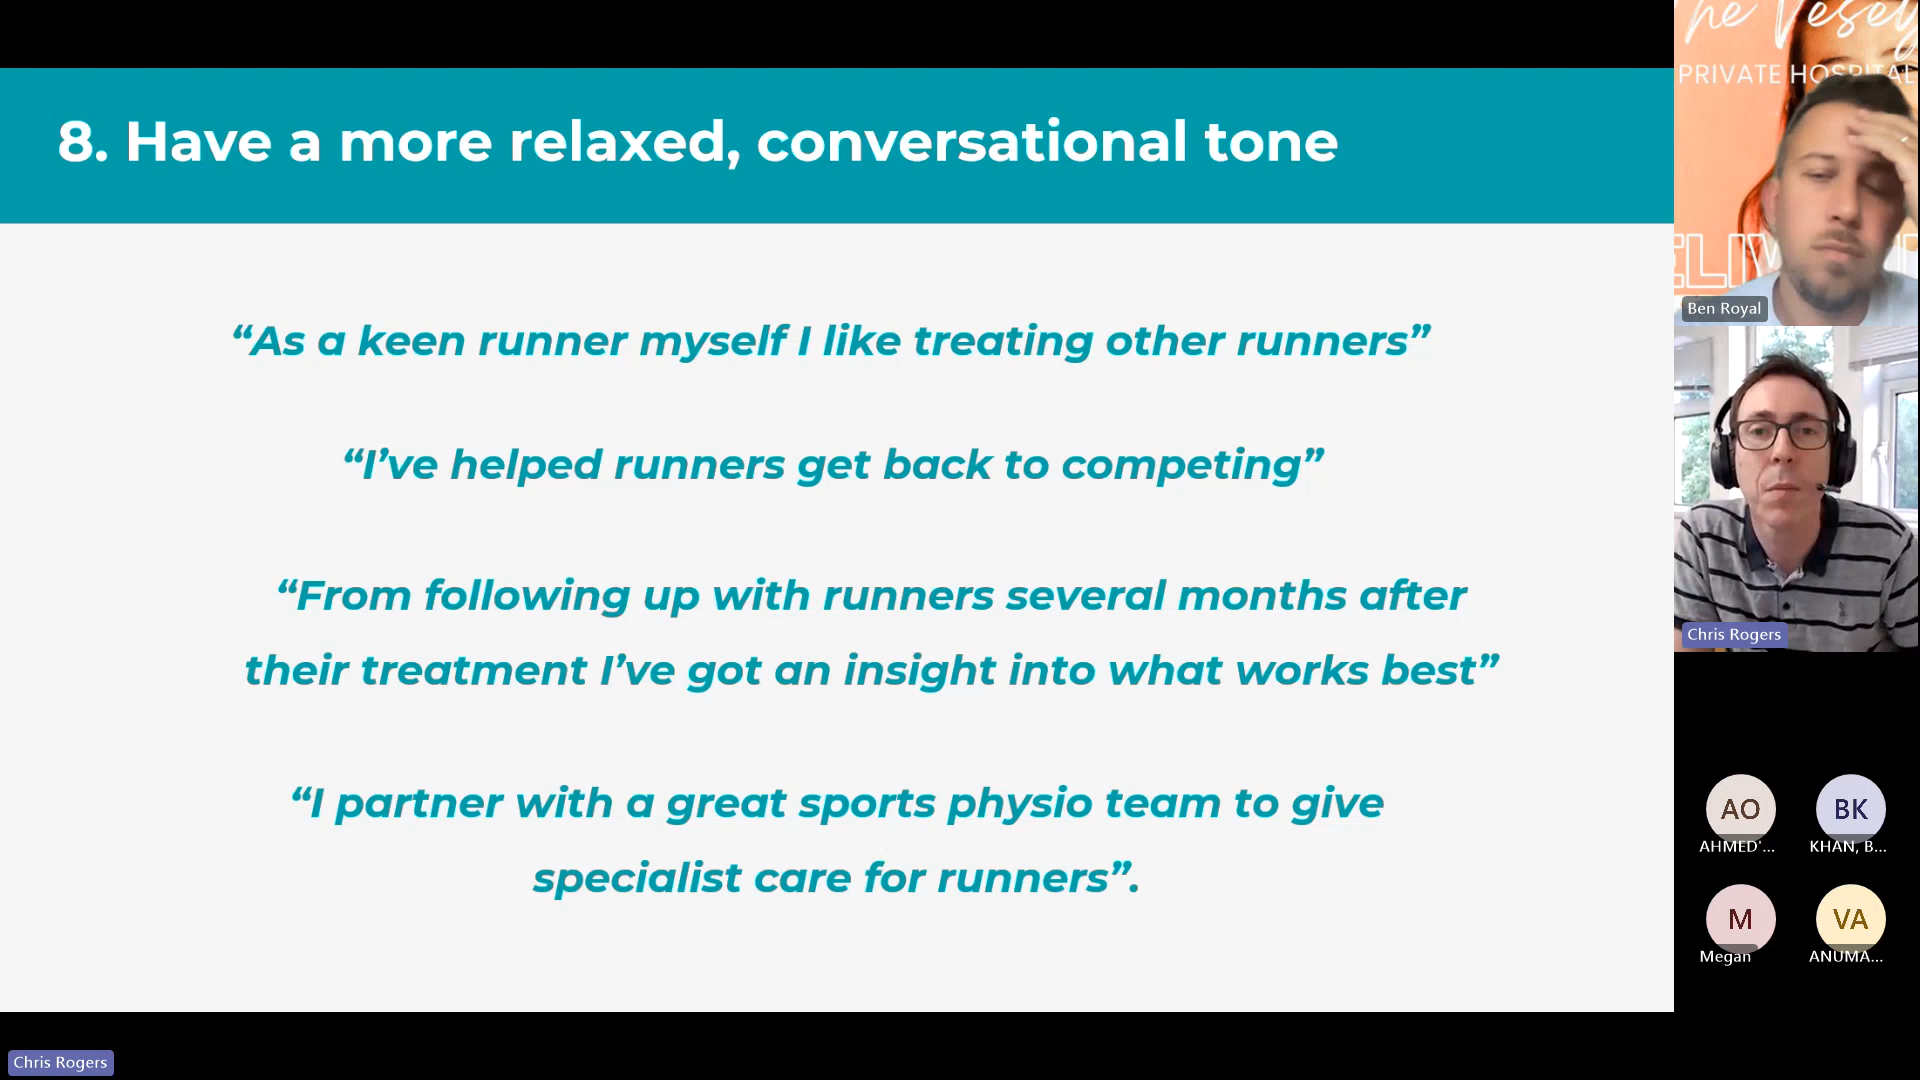 8. Have a more relaxed, conversational tone
“As a keen runner myself I like treating other runners”
“I’ve helped runners get back to competing”
“From following up with runners several months after
their treatment I’ve got an insight into what works best”
“I partner with a great sports physio team to give
specialist care for runners”.
The Vesey
PRIVATE HOSPITAL
Ben Royal
Chris Rogers
AO
AHMED'...
BK
KHAN, B...
M
Megan
VA
ANUMA...
Chris Rogers